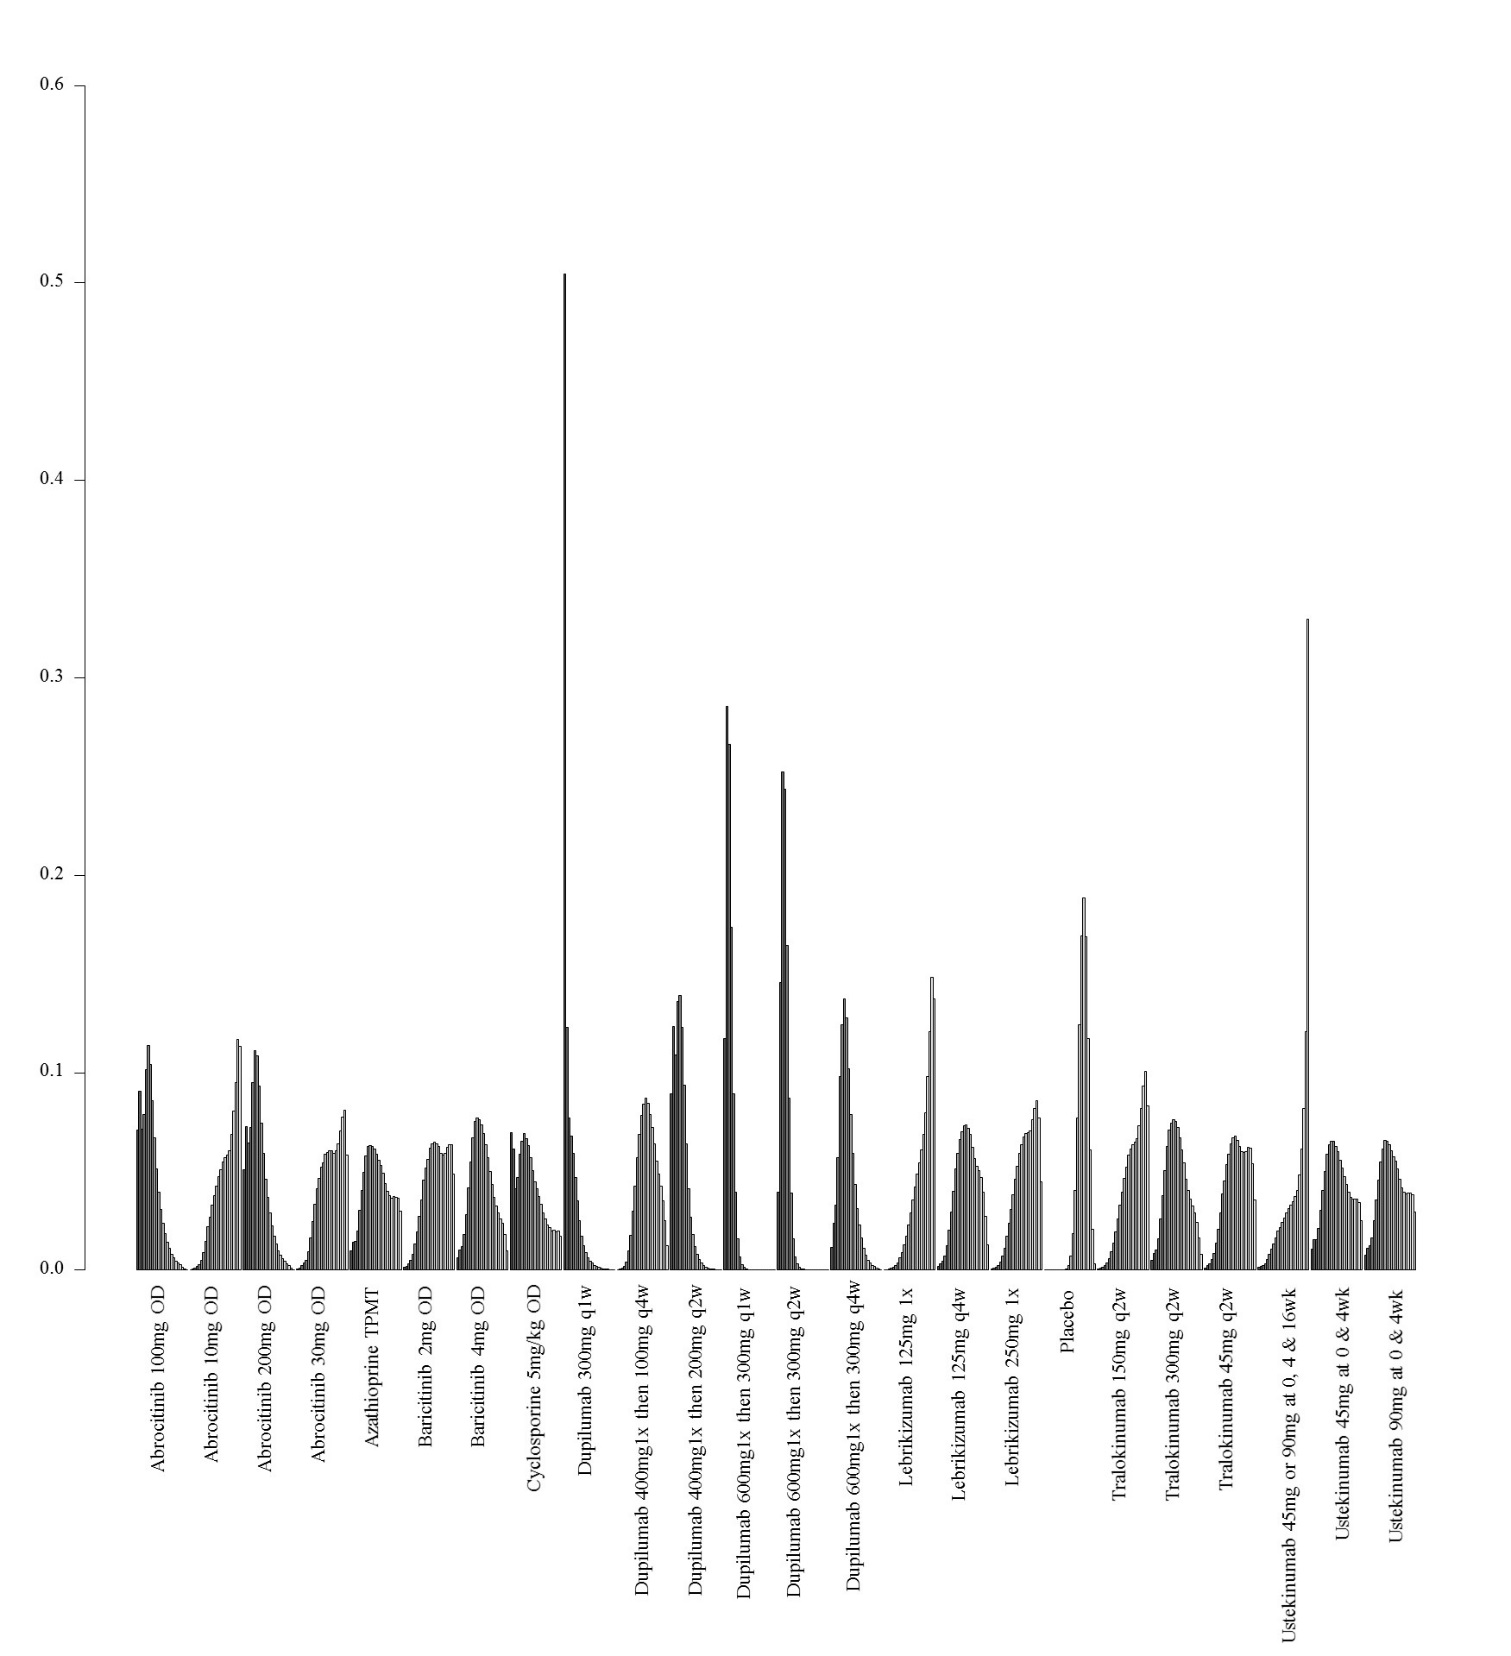 0.6
0.5
0.4
0.3
0.2
0.1
0.0
Abrocitinib 100mg OD
Abrocitinib 10mg OD
Abrocitinib 200mg OD
Abrocitinib 30mg OD
Azathioprine TPMT
Baricitinib 2mg OD
Baricitinib 4mg OD
Cyclosporine 5mg/kg OD
Dupilumab 300mg q1w
Dupilumab 400mg1x then 100mg q4w
Dupilumab 400mg1x then 200mg q2w
Dupilumab 600mg1x then 300mg q1w
Dupilumab 600mg1x then 300mg q2w
Dupilumab 600mg1x then 300mg q4w
Lebrikizumab 125mg 1x
Lebrikizumab 125mg q4w
Lebrikizumab 250mg 1x
Placebo
Tralokinumab 150mg q2w
Tralokinumab 300mg q2w
Tralokinumab 45mg q2w
Ustekinumab 45mg or 90mg at 0, 4 & 16wk
Ustekinumab 45mg at 0 & 4wk
Ustekinumab 90mg at 0 & 4wk